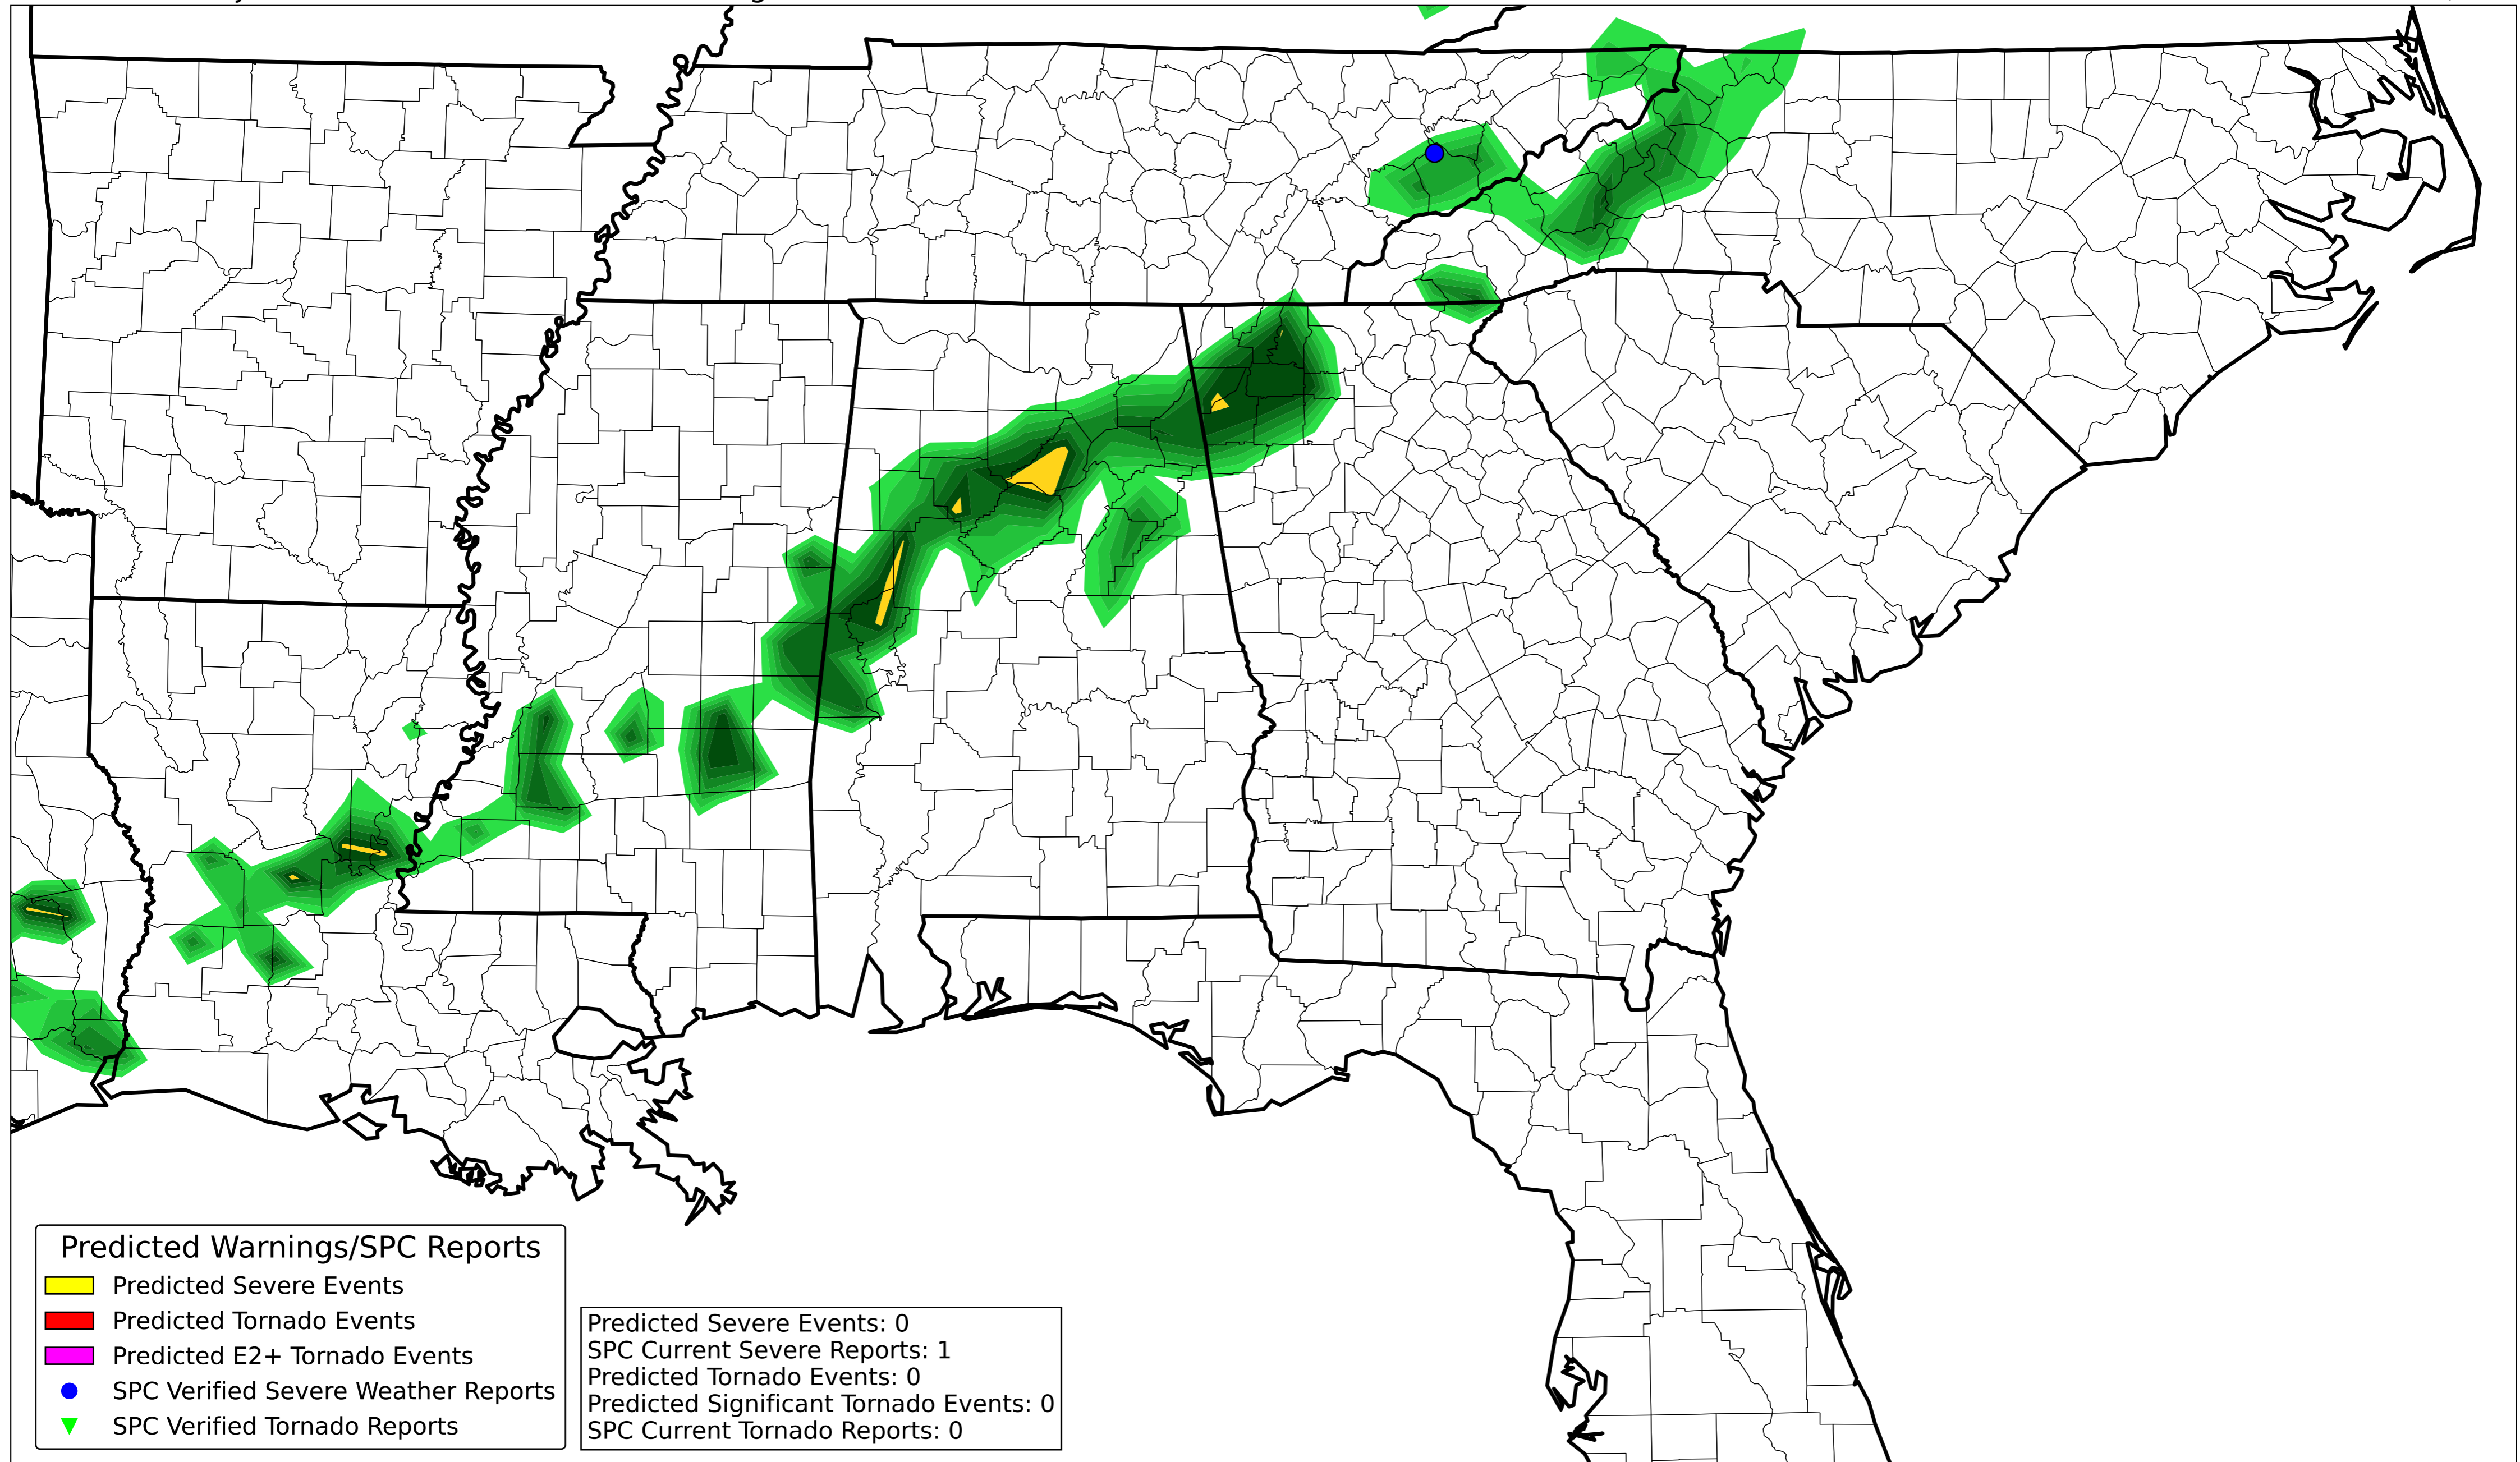 Predicted Warnings/SPC Reports
Predicted Severe Events
Predicted Tornado Events
Predicted E2+ Tornado Events
SPC Verified Severe Weather Reports
SPC Verified Tornado Reports
Predicted Severe Events: 0
SPC Current Severe Reports: 1
Predicted Tornado Events: 0
Predicted Significant Tornado Events: 0
SPC Current Tornado Reports: 0